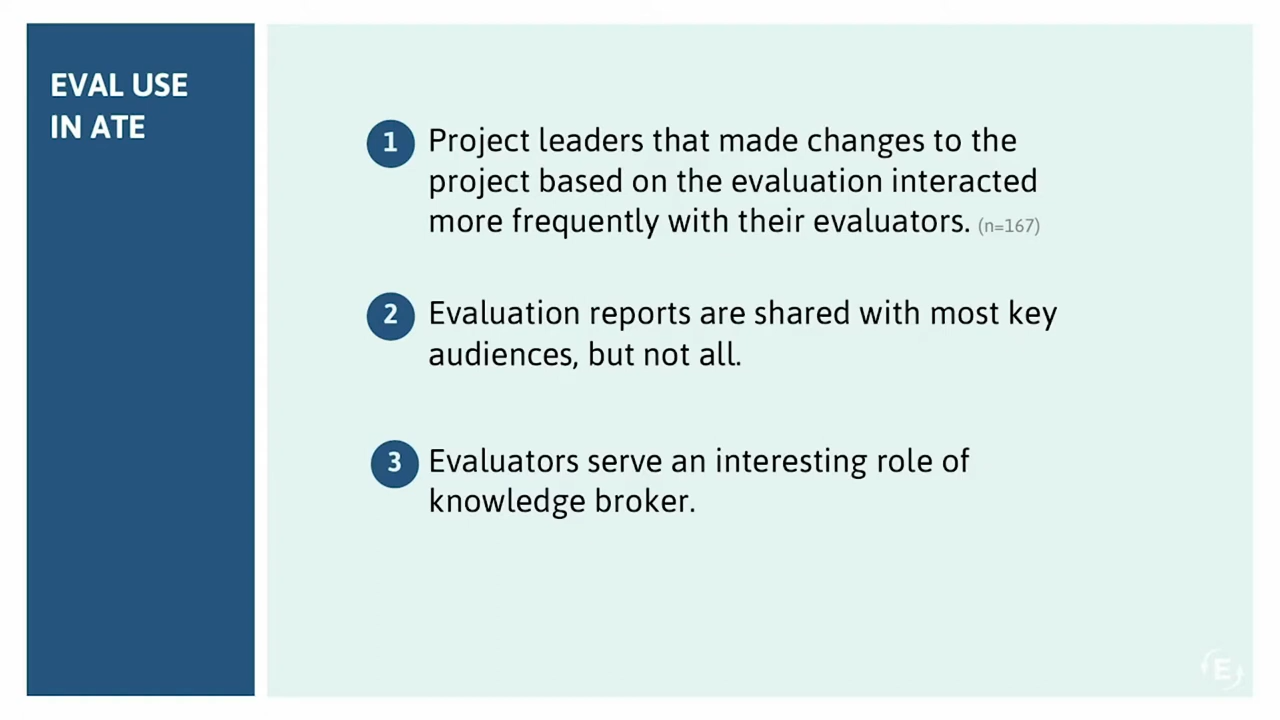 EVAL USE
IN ATE
1 Project leaders that made changes to the
project based on the evaluation interacted
more frequently with their evaluators. (n=167)
2 Evaluation reports are shared with most key
audiences, but not all.
3 Evaluators serve an interesting role of
knowledge broker.
E